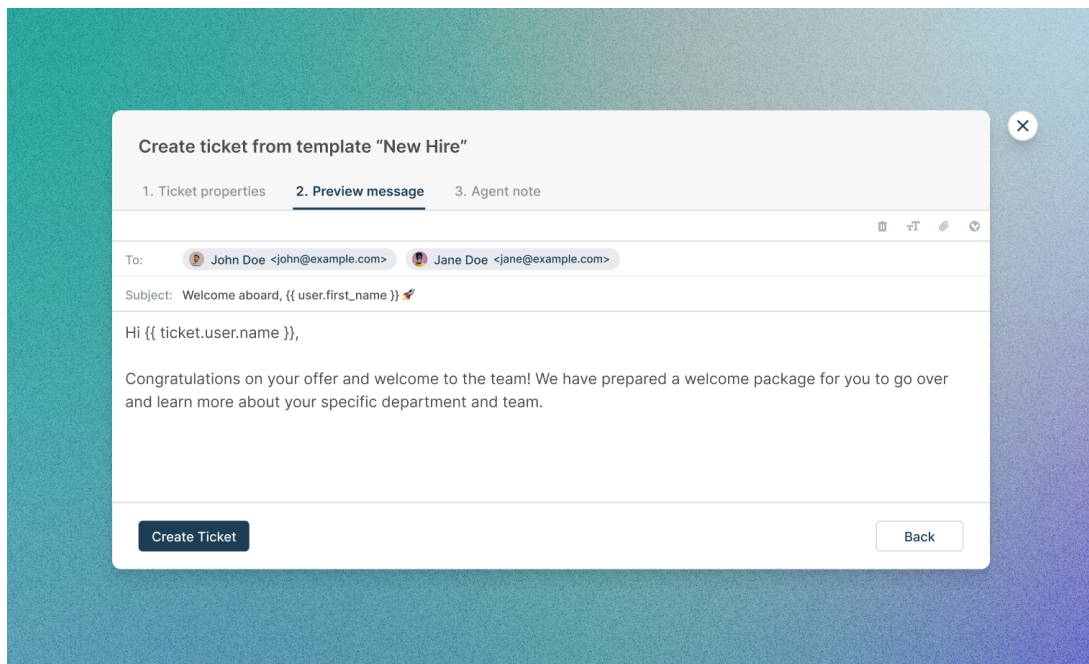 Create ticket from template “New Hire”
1. Ticket properties 2. Preview message 3. Agent note
To: John Doe <john@example.com> Jane Doe <jane@example.com>
Subject: Welcome aboard, {{ user.first_name }} 🚀
Hi {{ ticket.user.name }},
Congratulations on your offer and welcome to the team! We have prepared a welcome package for you to go over
and learn more about your specific department and team.
Create Ticket Back